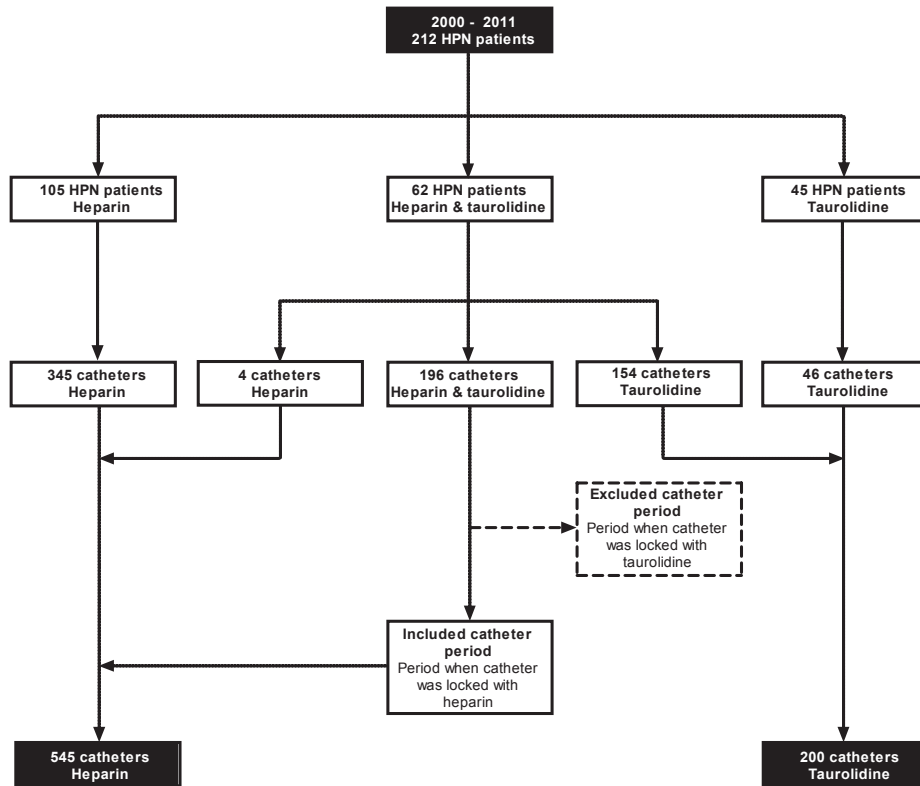 2000 - 2011
212 HPN patients
105 HPN patients
Heparin
62 HPN patients
Heparin & taurolidine
45 HPN patients
Taurolidine
345 catheters
Heparin
4 catheters
Heparin
196 catheters
Heparin & taurolidine
154 catheters
Taurolidine
46 catheters
Taurolidine
Excluded catheter
period
Period when catheter
was locked with
taurolidine
Included catheter
period
Period when catheter
was locked with
heparin
545 catheters
Heparin
200 catheters
Taurolidine